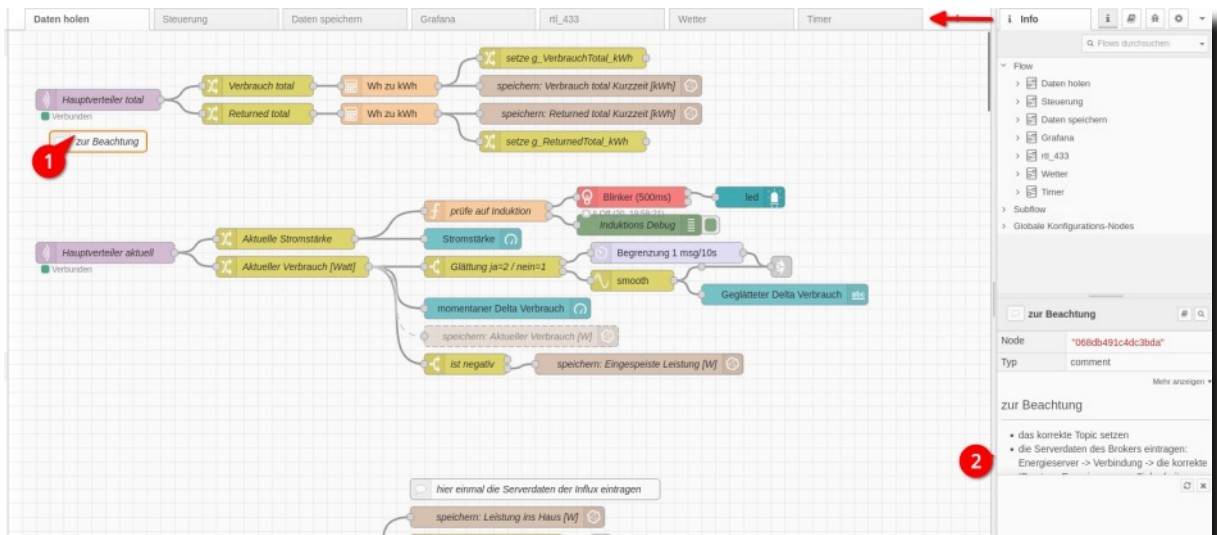 Daten holen
Steuerung
Daten speichern
Grafana
rtl_433
Wetter
Timer
i Info
Flows durchsuchen
Flow
Daten holen
Steuerung
Daten speichern
Grafana
rtl_433
Wetter
Timer
Subflow
Globale Konfigurations-Nodes
setze g_VerbrauchTotal_kWh
Verbrauch total
Wh zu kWh
speichern: Verbrauch total Kurzzeit [kWh]
Hauptverteiler total
Verbunden
Returned total
Wh zu kWh
speichern: Returned total Kurzzeit [kWh]
zur Beachtung
setze g_ReturnedTotal_kWh
1
Blinker (500ms)
led
prüfe auf Induktion
Induktions Debug
Aktuelle Stromstärke
Stromstärke
Hauptverteiler aktuell
Verbunden
Aktueller Verbrauch [Watt]
Glättung ja=2 / nein=1
Begrenzung 1 msg/10s
smooth
Geglätteter Delta Verbrauch
abc
momentaner Delta Verbrauch
speichern: Aktueller Verbrauch [W]
ist negativ
speichern: Eingespeiste Leistung [W]
hier einmal die Serverdaten der Influx eintragen
speichern: Leistung ins Haus [W]
zur Beachtung
Node "068db491c4dc3bda"
Typ comment
Mehr anzeigen
zur Beachtung
das korrekte Topic setzen
2
die Serverdaten des Brokers eintragen:
Energieserver -> Verbindung -> die korrekte